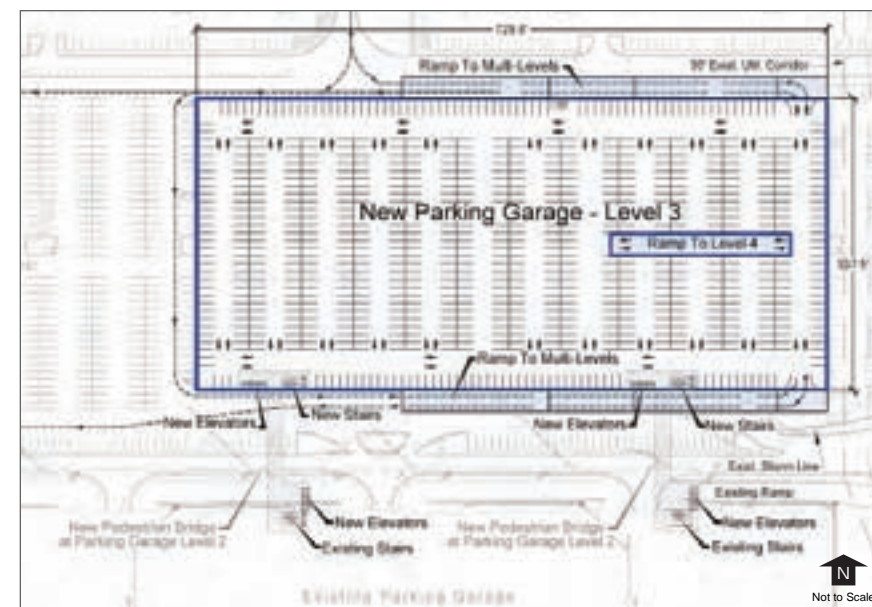 Ramp To Multi-Levels
New Parking Garage - Level 3
Ramp To Level 4
Ramp To Multi-Levels
New Elevators
New Stairs
New Elevators
New Stairs
Exist. Storm Line
Existing Ramp
New Pedestrian Bridge
at Parking Garage Level 2
New Elevators
Existing Stairs
New Pedestrian Bridge
at Parking Garage Level 2
New Elevators
Existing Stairs
Existing Parking Garage
N
Not to Scale